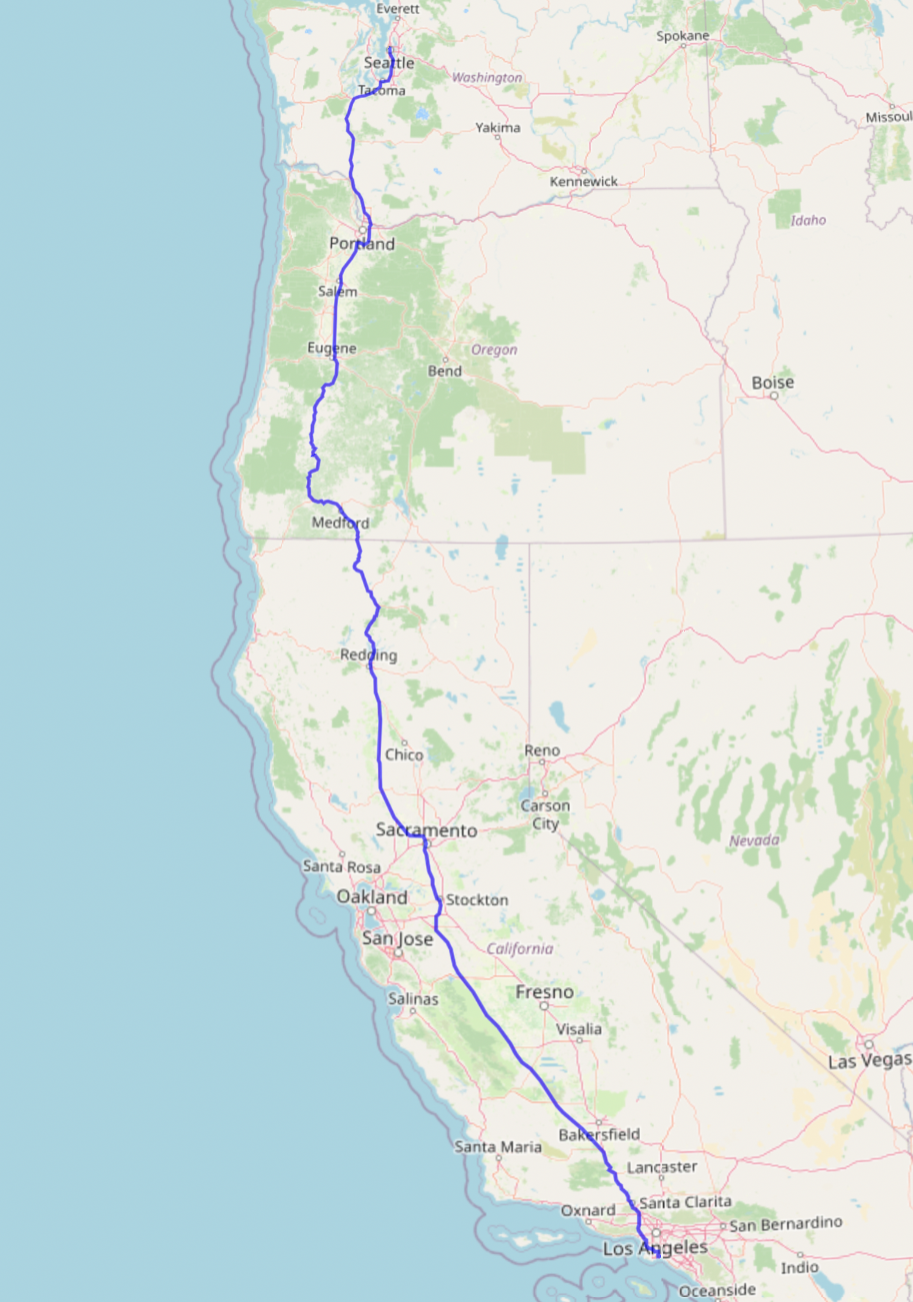 Everett
Spokane
Seattle
Washington
Tacoma
Missoul
Yakima
Kennewick
Idaho
Portland
Salem
Eugene
Oregon
Bend
Boise
Medford
Redding
Chico
Reno
Carson
City
Sacramento
Nevada
Santa Rosa
Oakland
Stockton
San Jose
California
Salinas
Fresno
Visalia
Las Vegas
Bakersfield
Santa Maria
Lancaster
Santa Clarita
Oxnard
San Bernardino
Los Angeles
Indio
Oceanside